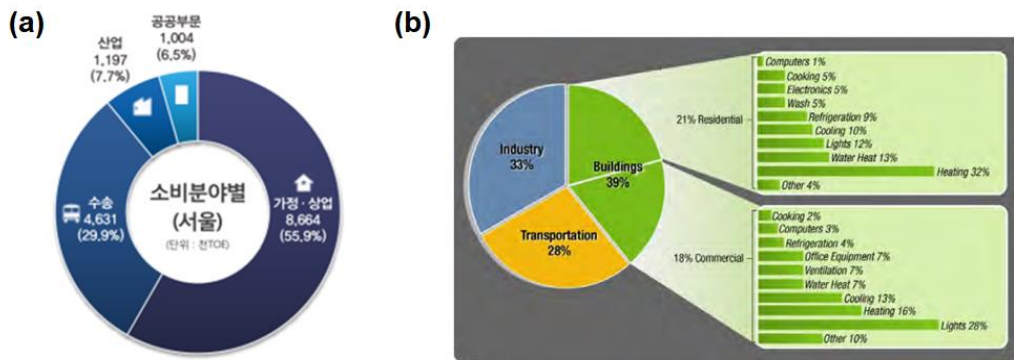 (a)
공공부문
1,004
(6,5%)
산업
1,197
(7,7%)
수송
4,631
(29,9%)
소비분야별
(서울)
(단위 : 천TOE)
가정·상업
8,664
(55,9%)
(b)
Industry
33%
Buildings
39%
Transportation
28%
21% Residential
Computers 1%
Cooking 5%
Electronics 5%
Wash 5%
Refrigeration 9%
Cooling 10%
Lights 12%
Water Heat 13%
Heating 32%
Other 4%
18% Commercial
Cooking 2%
Computers 3%
Refrigeration 4%
Office Equipment 7%
Ventilation 7%
Water Heat 7%
Cooling 13%
Heating 16%
Lights 28%
Other 10%